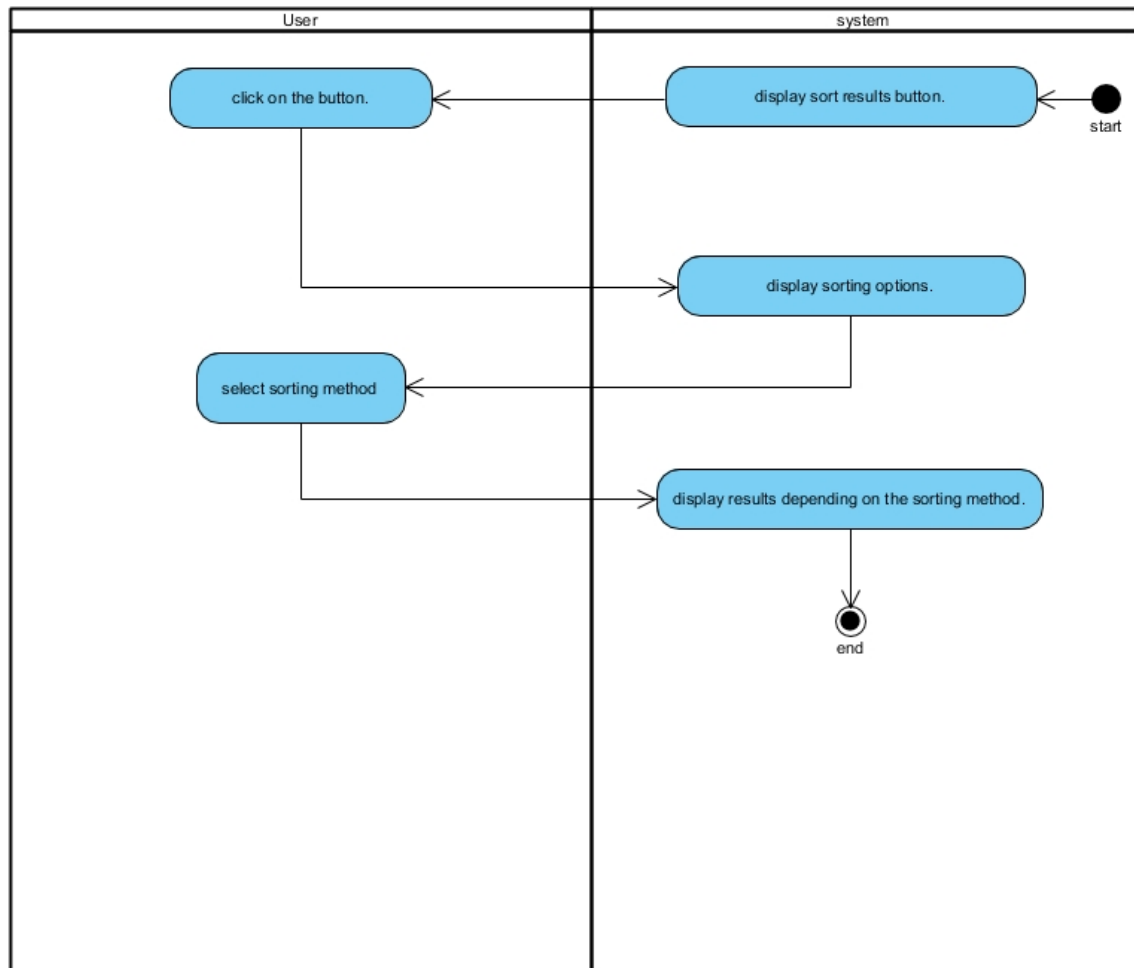 User
system
click on the button.
display sort results button.
start
display sorting options.
select sorting method
display results depending on the sorting method.
end